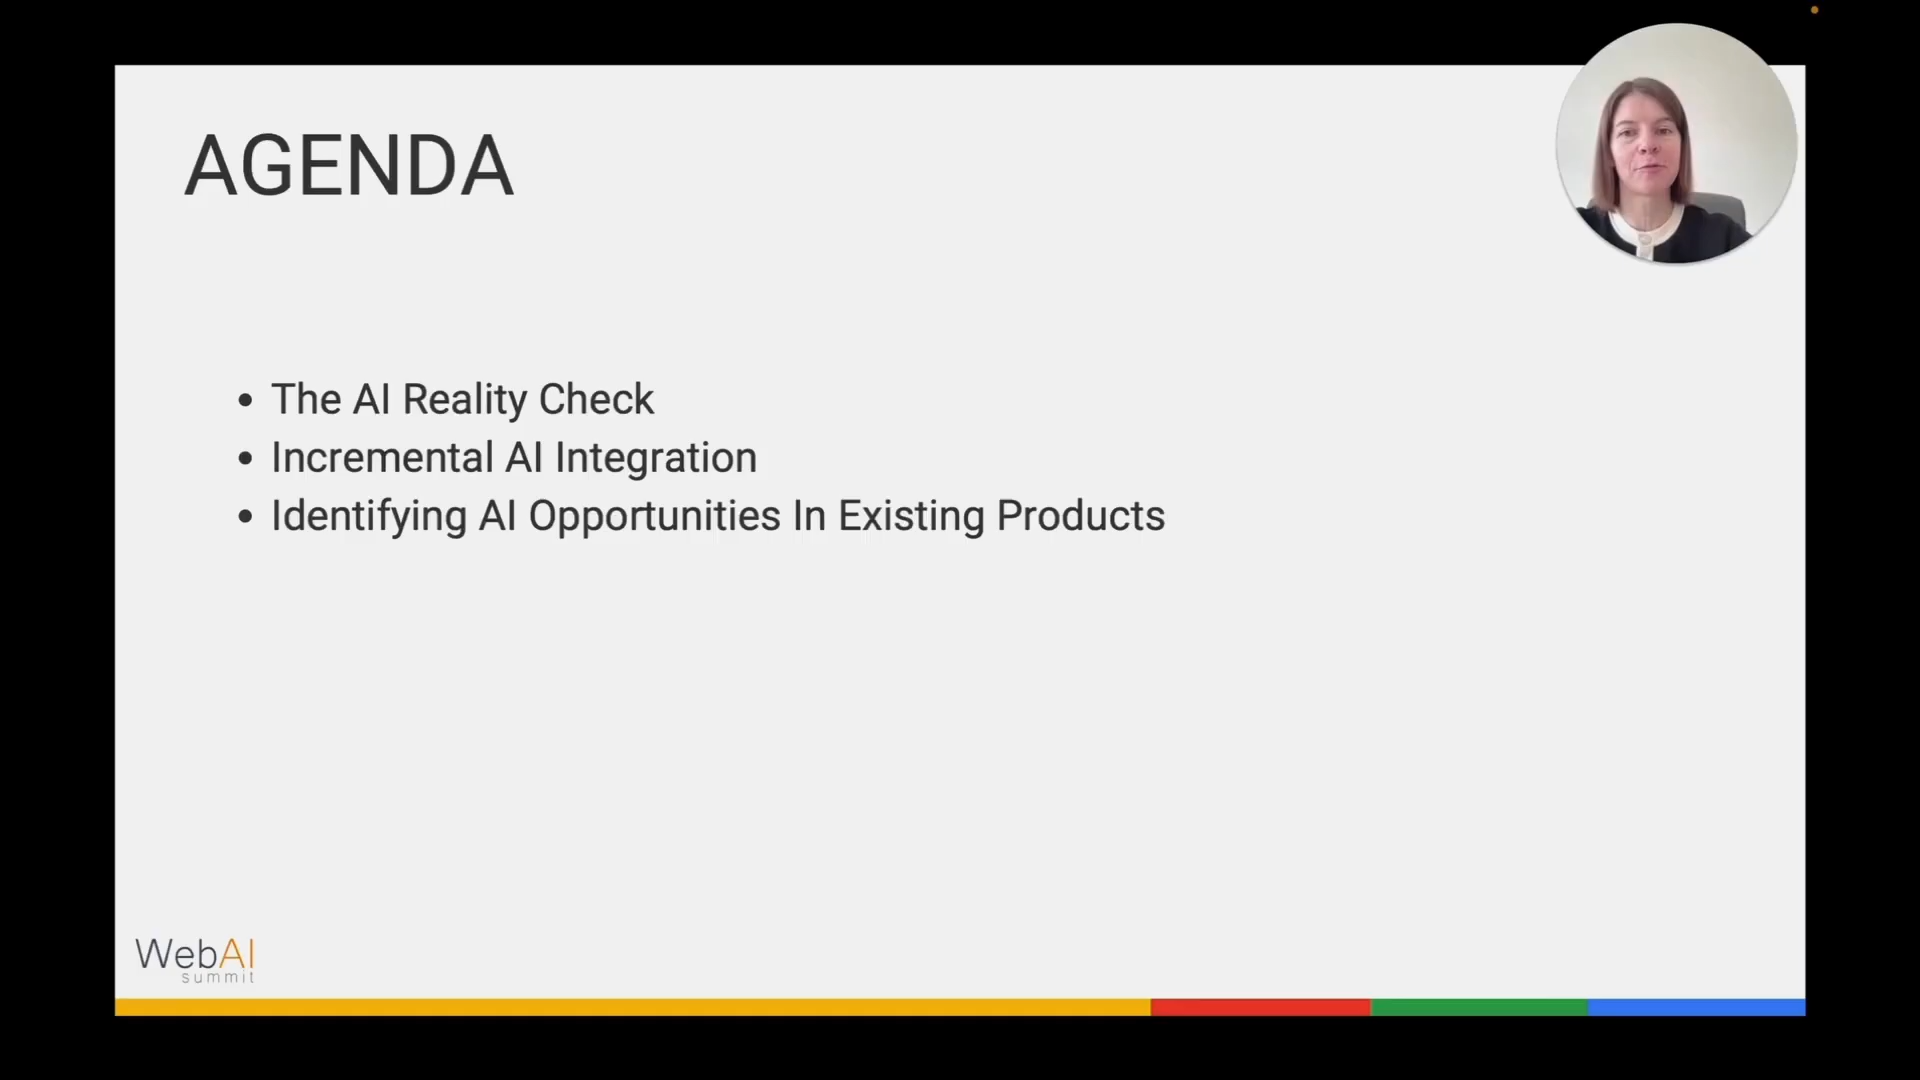 AGENDA
• The AI Reality Check
• Incremental AI Integration
• Identifying AI Opportunities In Existing Products
WebAI
summit